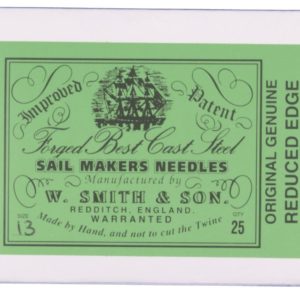 Improved Patent
Forged Best Cast Steel
SAIL MAKERS NEEDLES
Manufactured by
W. SMITH & SON.
REDDITCH, ENGLAND.
WARRANTED
SIZE
13
Made by Hand, and not to cut the Twine
QTY
25
ORIGINAL GENUINE
REDUCED EDGE